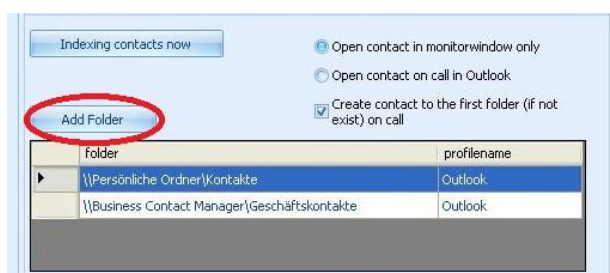 Indexing contacts now
Open contact in monitorwindow only
Open contact on call in Outlook
Add Folder
Create contact to the first folder (if not
exist) on call
folder profilename
\\Persönliche Ordner\Kontakte Outlook
\\Business Contact Manager\Geschäftskontakte Outlook